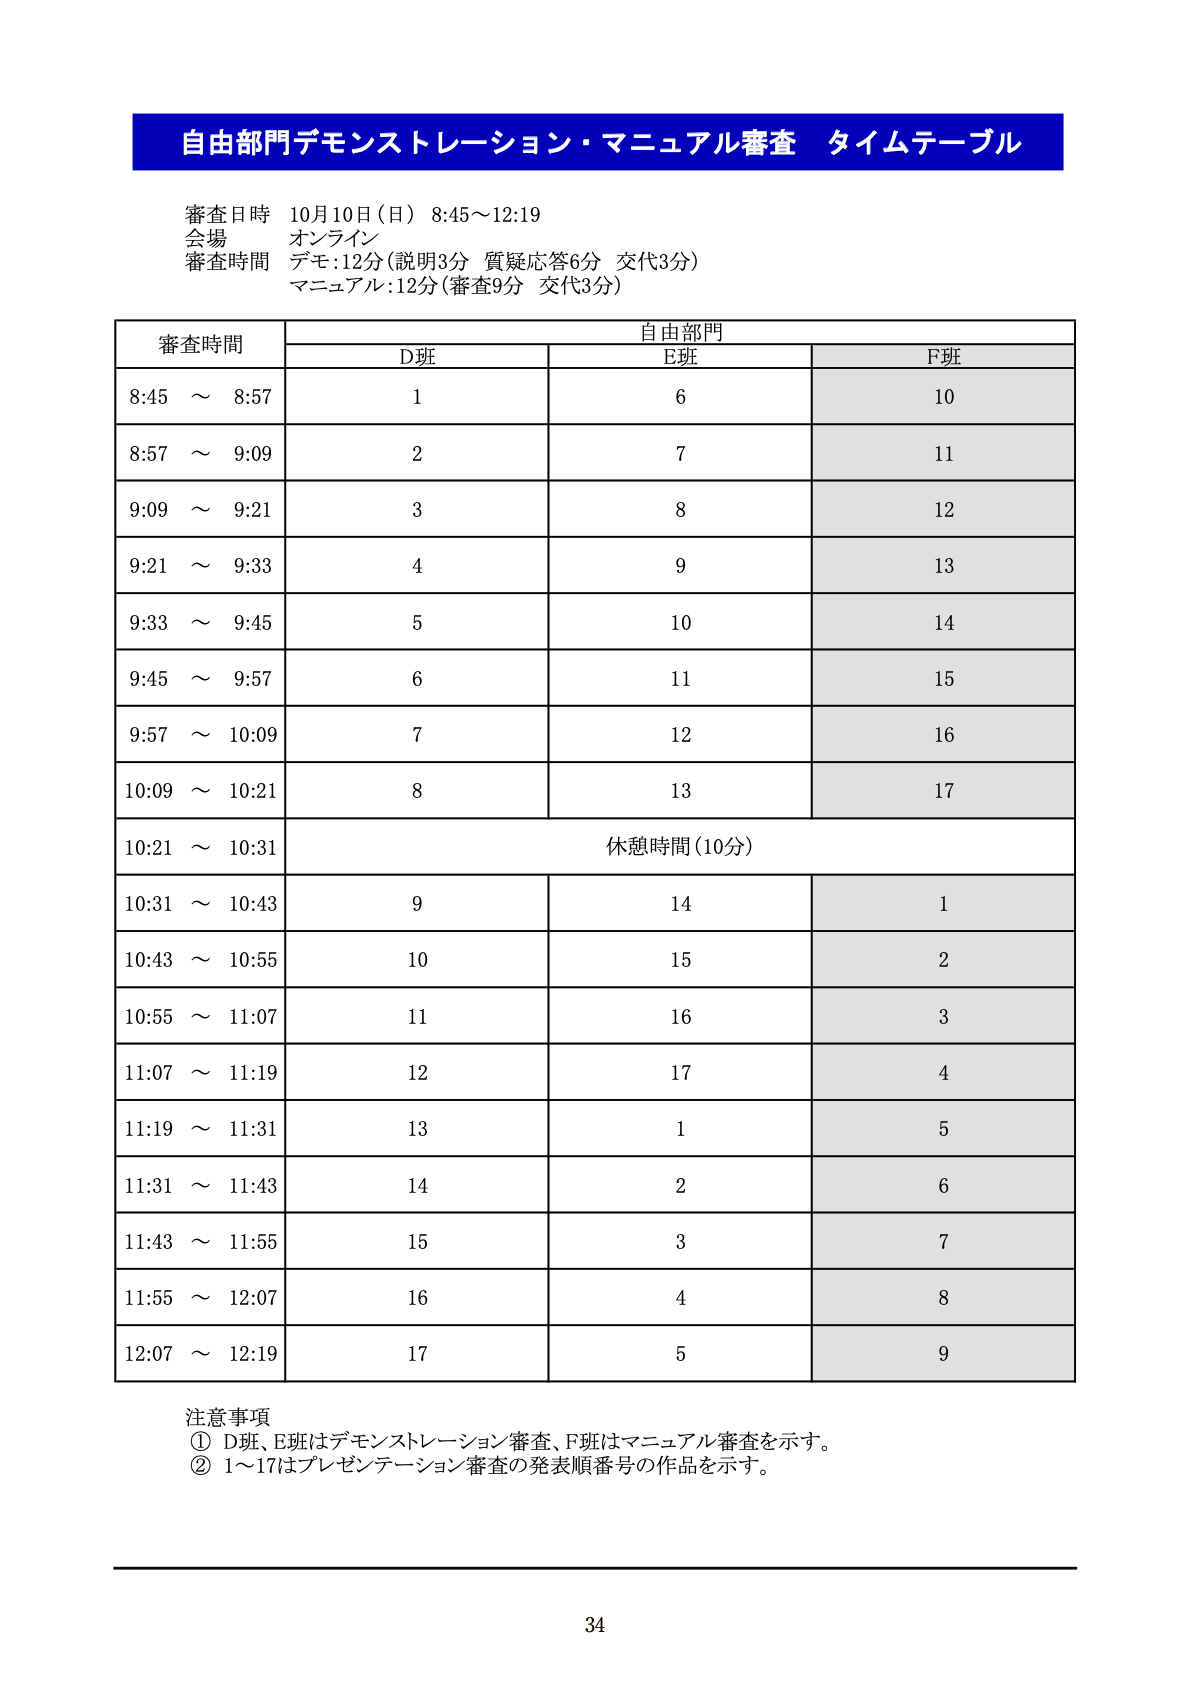 自由部門デモンストレーション・マニュアル審査　タイムテーブル
審査日時　10月10日（日）　8:45～12:19
会場　オンライン
審査時間　デモ:12分（説明3分　質疑応答6分　交代3分）
マニュアル:12分（審査9分　交代3分）
審査時間　自由部門
D班　E班　F班
8:45　～　8:57　1　6　10
8:57　～　9:09　2　7　11
9:09　～　9:21　3　8　12
9:21　～　9:33　4　9　13
9:33　～　9:45　5　10　14
9:45　～　9:57　6　11　15
9:57　～　10:09　7　12　16
10:09　～　10:21　8　13　17
10:21　～　10:31　休憩時間（10分）
10:31　～　10:43　9　14　1
10:43　～　10:55　10　15　2
10:55　～　11:07　11　16　3
11:07　～　11:19　12　17　4
11:19　～　11:31　13　1　5
11:31　～　11:43　14　2　6
11:43　～　11:55　15　3　7
11:55　～　12:07　16　4　8
12:07　～　12:19　17　5　9
注意事項
①　D班、E班はデモンストレーション審査、F班はマニュアル審査を示す。
②　1～17はプレゼンテーション審査の発表順番号の作品を示す。
34